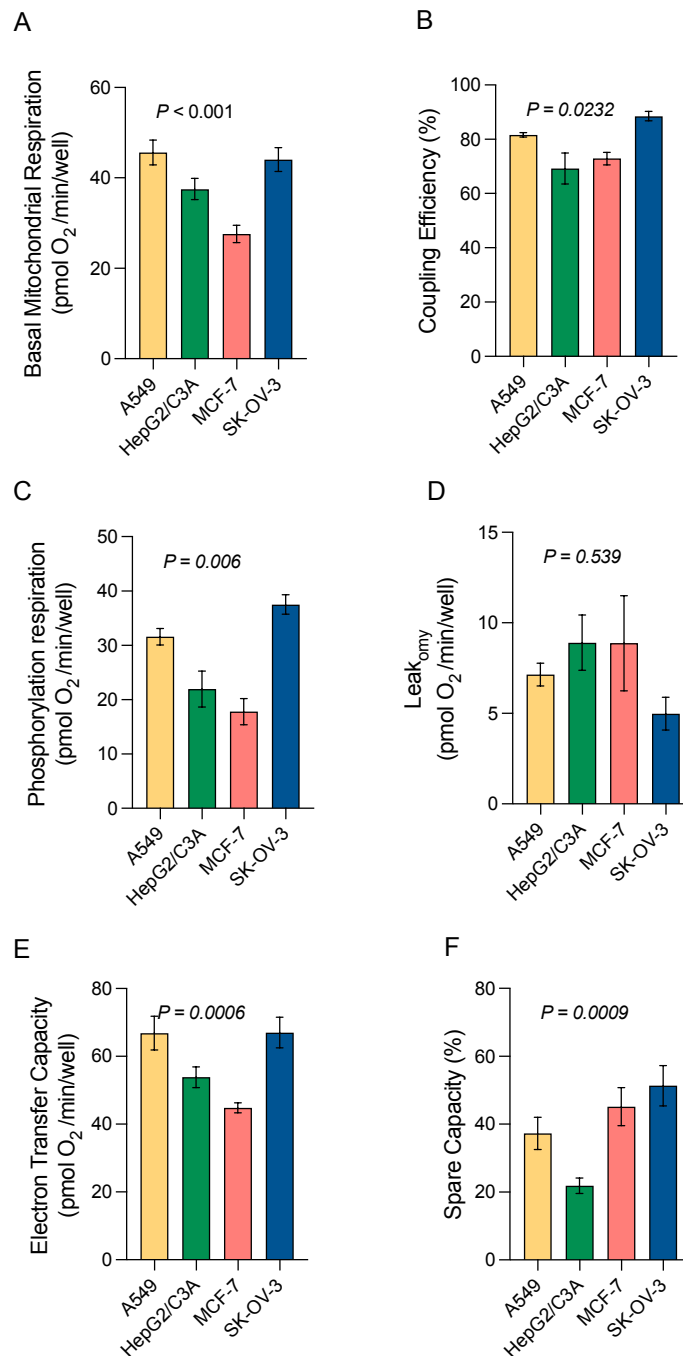 A
Basal Mitochondrial Respiration
(pmol O2 /min/well)
60
40
20
0
P < 0.001
A549
HepG2/C3A
MCF-7
SK-OV-3
B
Coupling Efficiency (%)
100
80
60
40
20
0
P = 0.0232
A549
HepG2/C3A
MCF-7
SK-OV-3
C
Phosphorylation respiration
(pmol O2 /min/well)
50
40
30
20
10
0
P = 0.006
A549
HepG2/C3A
MCF-7
SK-OV-3
D
Leakomy
(pmol O2 /min/well)
15
10
5
0
P = 0.539
A549
HepG2/C3A
MCF-7
SK-OV-3
E
Electron Transfer Capacity
(pmol O2 /min/well)
80
60
40
20
0
P = 0.0006
A549
HepG2/C3A
MCF-7
SK-OV-3
F
Spare Capacity (%)
80
60
40
20
0
P = 0.0009
A549
HepG2/C3A
MCF-7
SK-OV-3